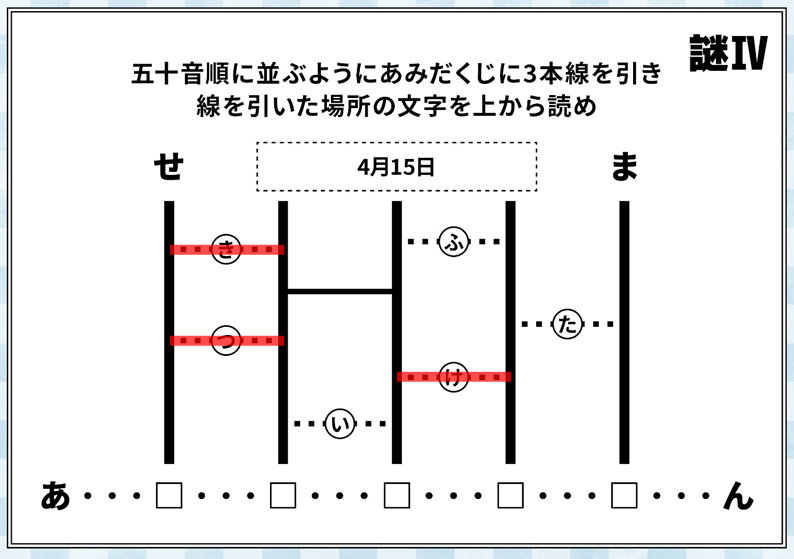 謎Ⅳ
五十音順に並ぶようにあみだくじに3本線を引き
線を引いた場所の文字を上から読め
せ
4月15日
ま
き
ふ
た
つ
け
い
あ・・・□・・・□・・・□・・・□・・・□・・・ん